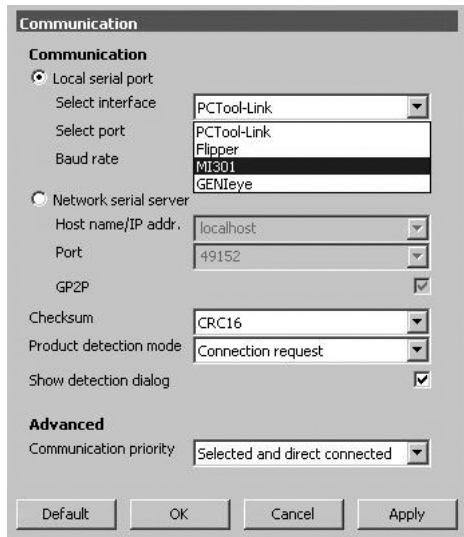 Communication
Communication
Local serial port
Select interface PCTool-Link
Select port PCTool-Link
Flipper
Baud rate MI301
GENIeye
Network serial server
Host name/IP addr. localhost
Port 49152
GP2P
Checksum CRC16
Product detection mode Connection request
Show detection dialog
Advanced
Communication priority Selected and direct connected
Default OK Cancel Apply